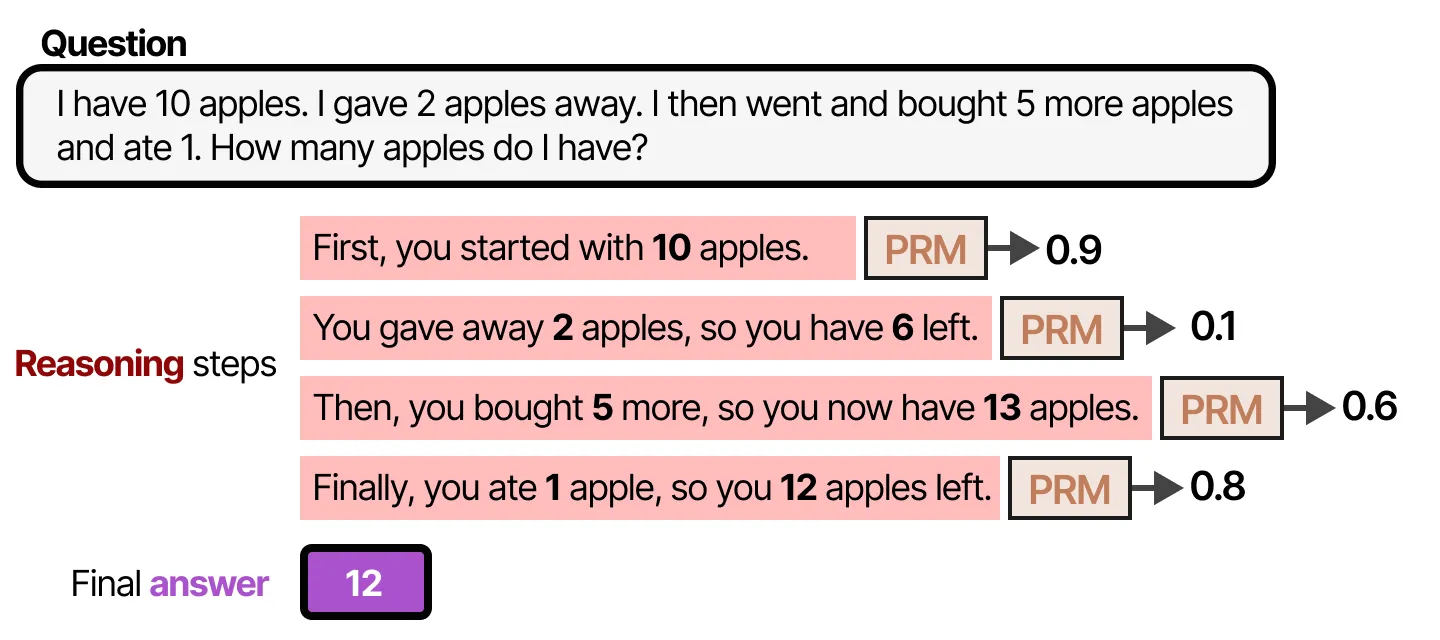 Question
I have 10 apples. I gave 2 apples away. I then went and bought 5 more apples
and ate 1. How many apples do I have?
First, you started with 10 apples. PRM 0.9
You gave away 2 apples, so you have 6 left. PRM 0.1
Reasoning steps
Then, you bought 5 more, so you now have 13 apples. PRM 0.6
Finally, you ate 1 apple, so you 12 apples left. PRM 0.8
Final answer 12